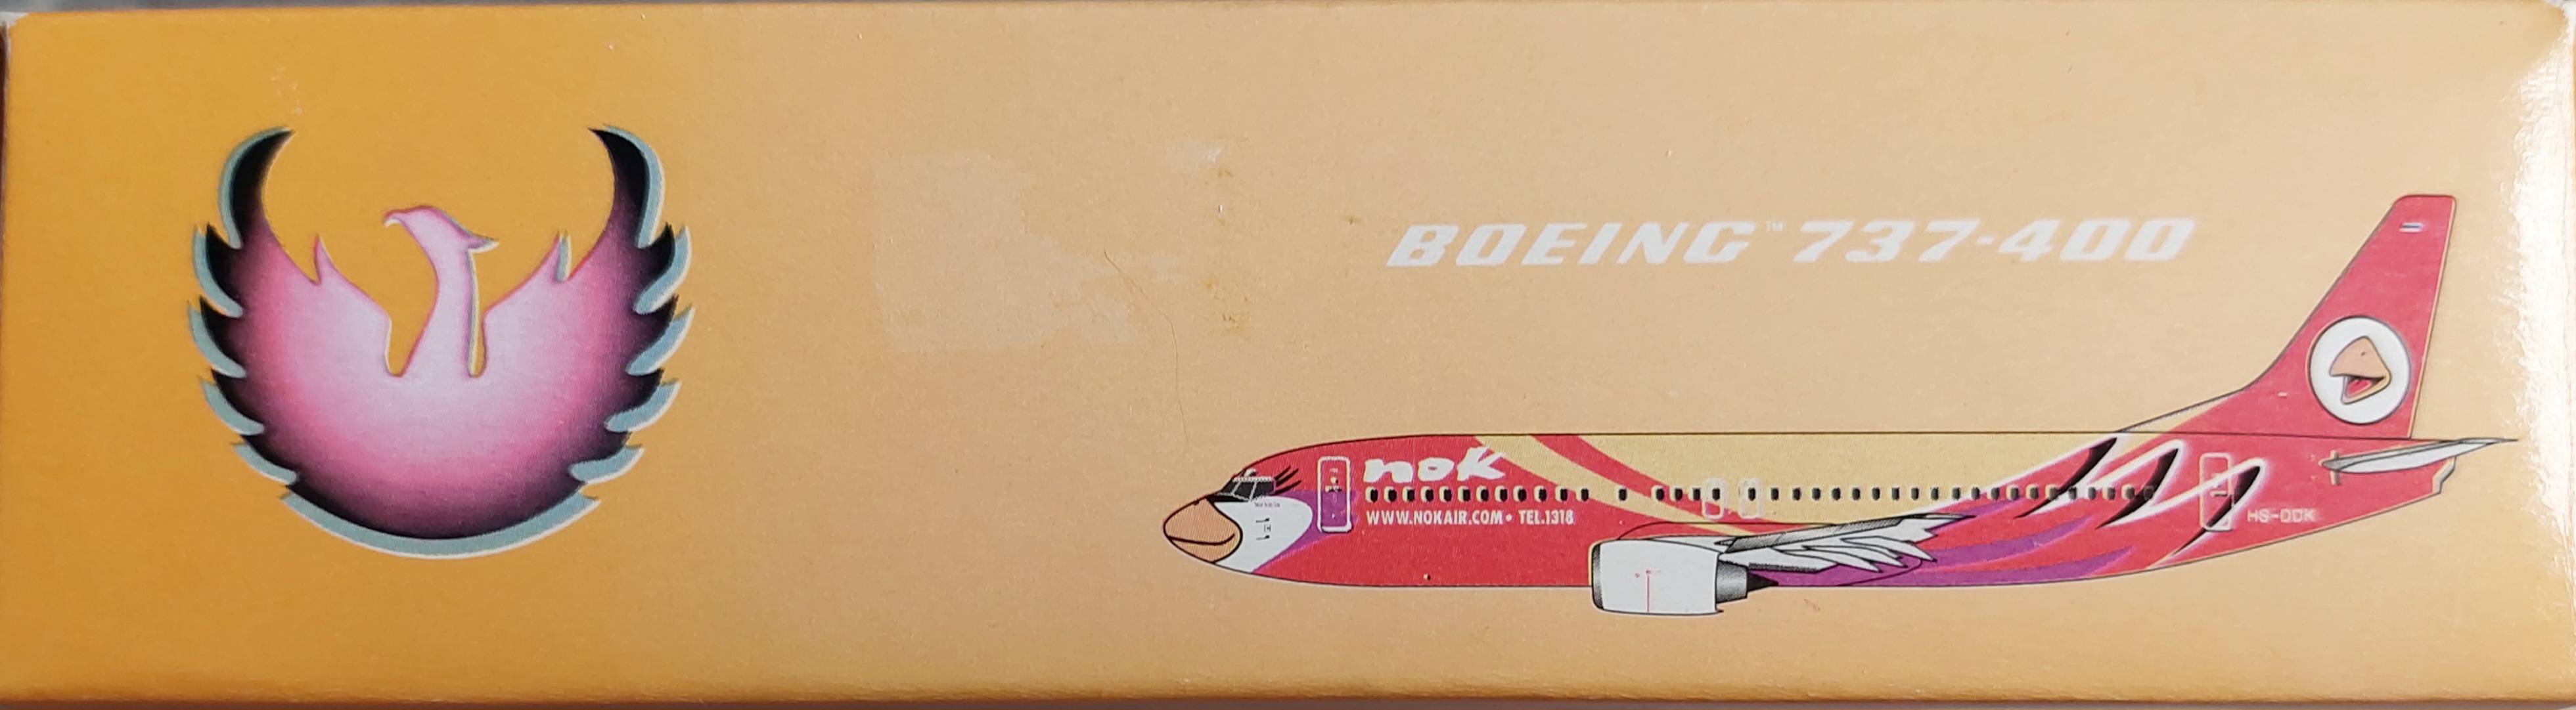 BOEING™ 737-400
nok
WWW.NOKAIR.COM • TEL.1318
HS-DDK